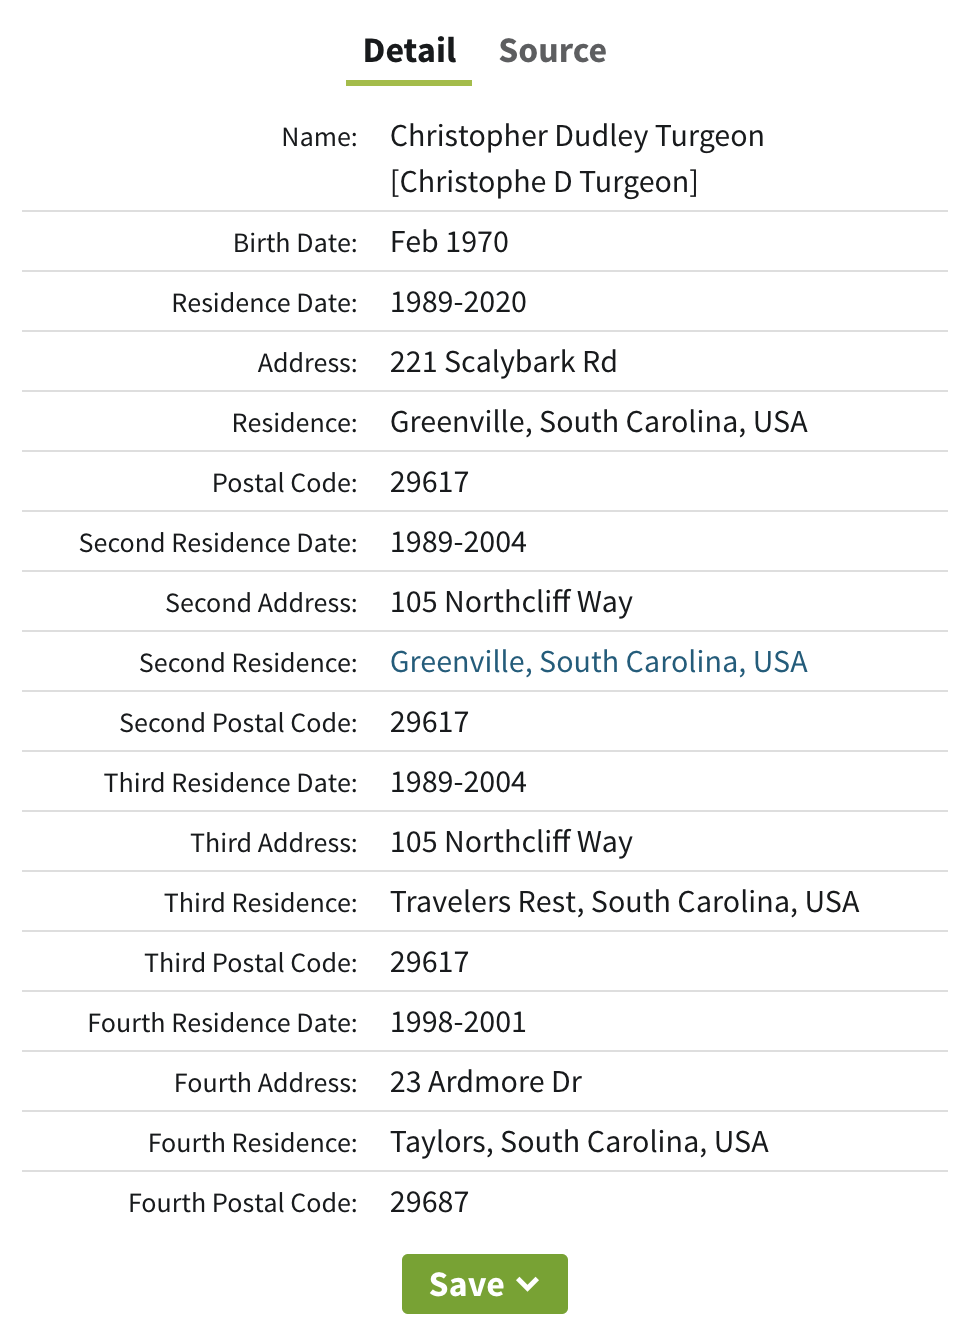 Detail Source
Name: Christopher Dudley Turgeon
[Christophe D Turgeon]
Birth Date: Feb 1970
Residence Date: 1989-2020
Address: 221 Scalybark Rd
Residence: Greenville, South Carolina, USA
Postal Code: 29617
Second Residence Date: 1989-2004
Second Address: 105 Northcliff Way
Second Residence: Greenville, South Carolina, USA
Second Postal Code: 29617
Third Residence Date: 1989-2004
Third Address: 105 Northcliff Way
Third Residence: Travelers Rest, South Carolina, USA
Third Postal Code: 29617
Fourth Residence Date: 1998-2001
Fourth Address: 23 Ardmore Dr
Fourth Residence: Taylors, South Carolina, USA
Fourth Postal Code: 29687
Save